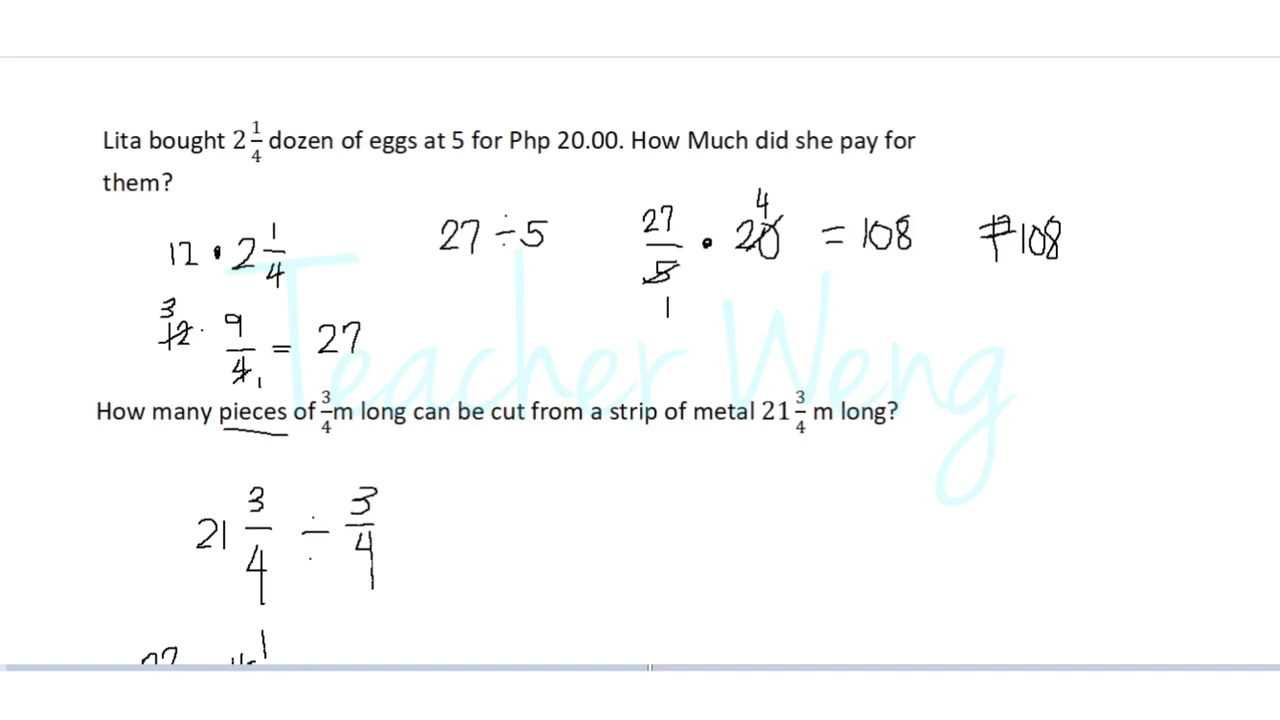 Lita bought 2 1/4 dozen of eggs at 5 for Php 20.00. How Much did she pay for
them?
12 · 2 1/4
27 ÷ 5
27/5 · 20 = 108
4
1
₱108
3
12 · 9/4 = 27
1
Teacher Weng
How many pieces of 3/4 m long can be cut from a strip of metal 21 3/4 m long?
21 3/4 ÷ 3/4